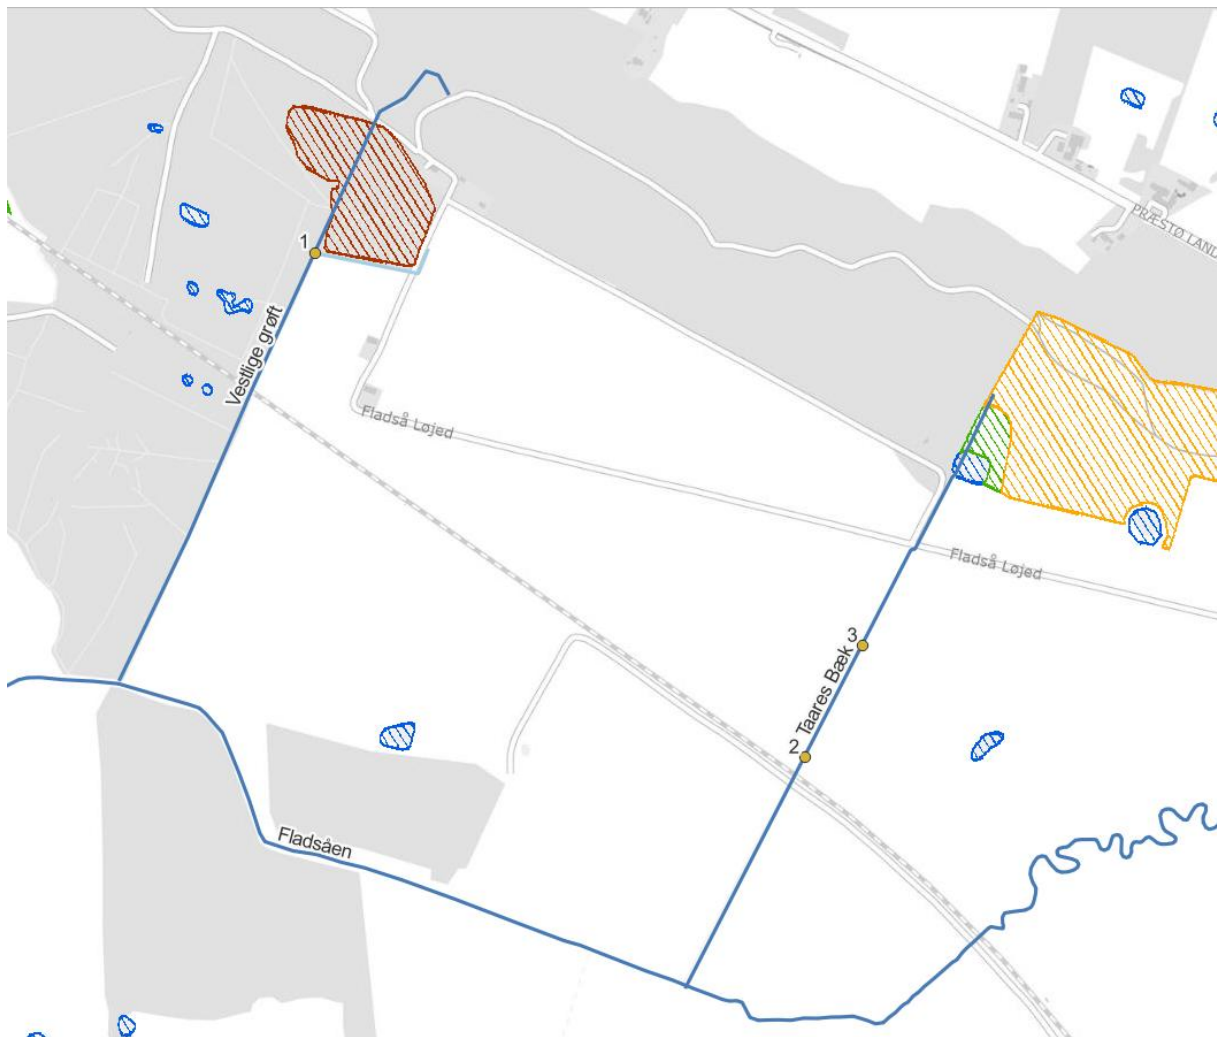 PRÆSTØ LAND
1
Vestlige grøft
Fladså Løjed
Fladså Løjed
3
Taares Bæk
2
Fladsåen